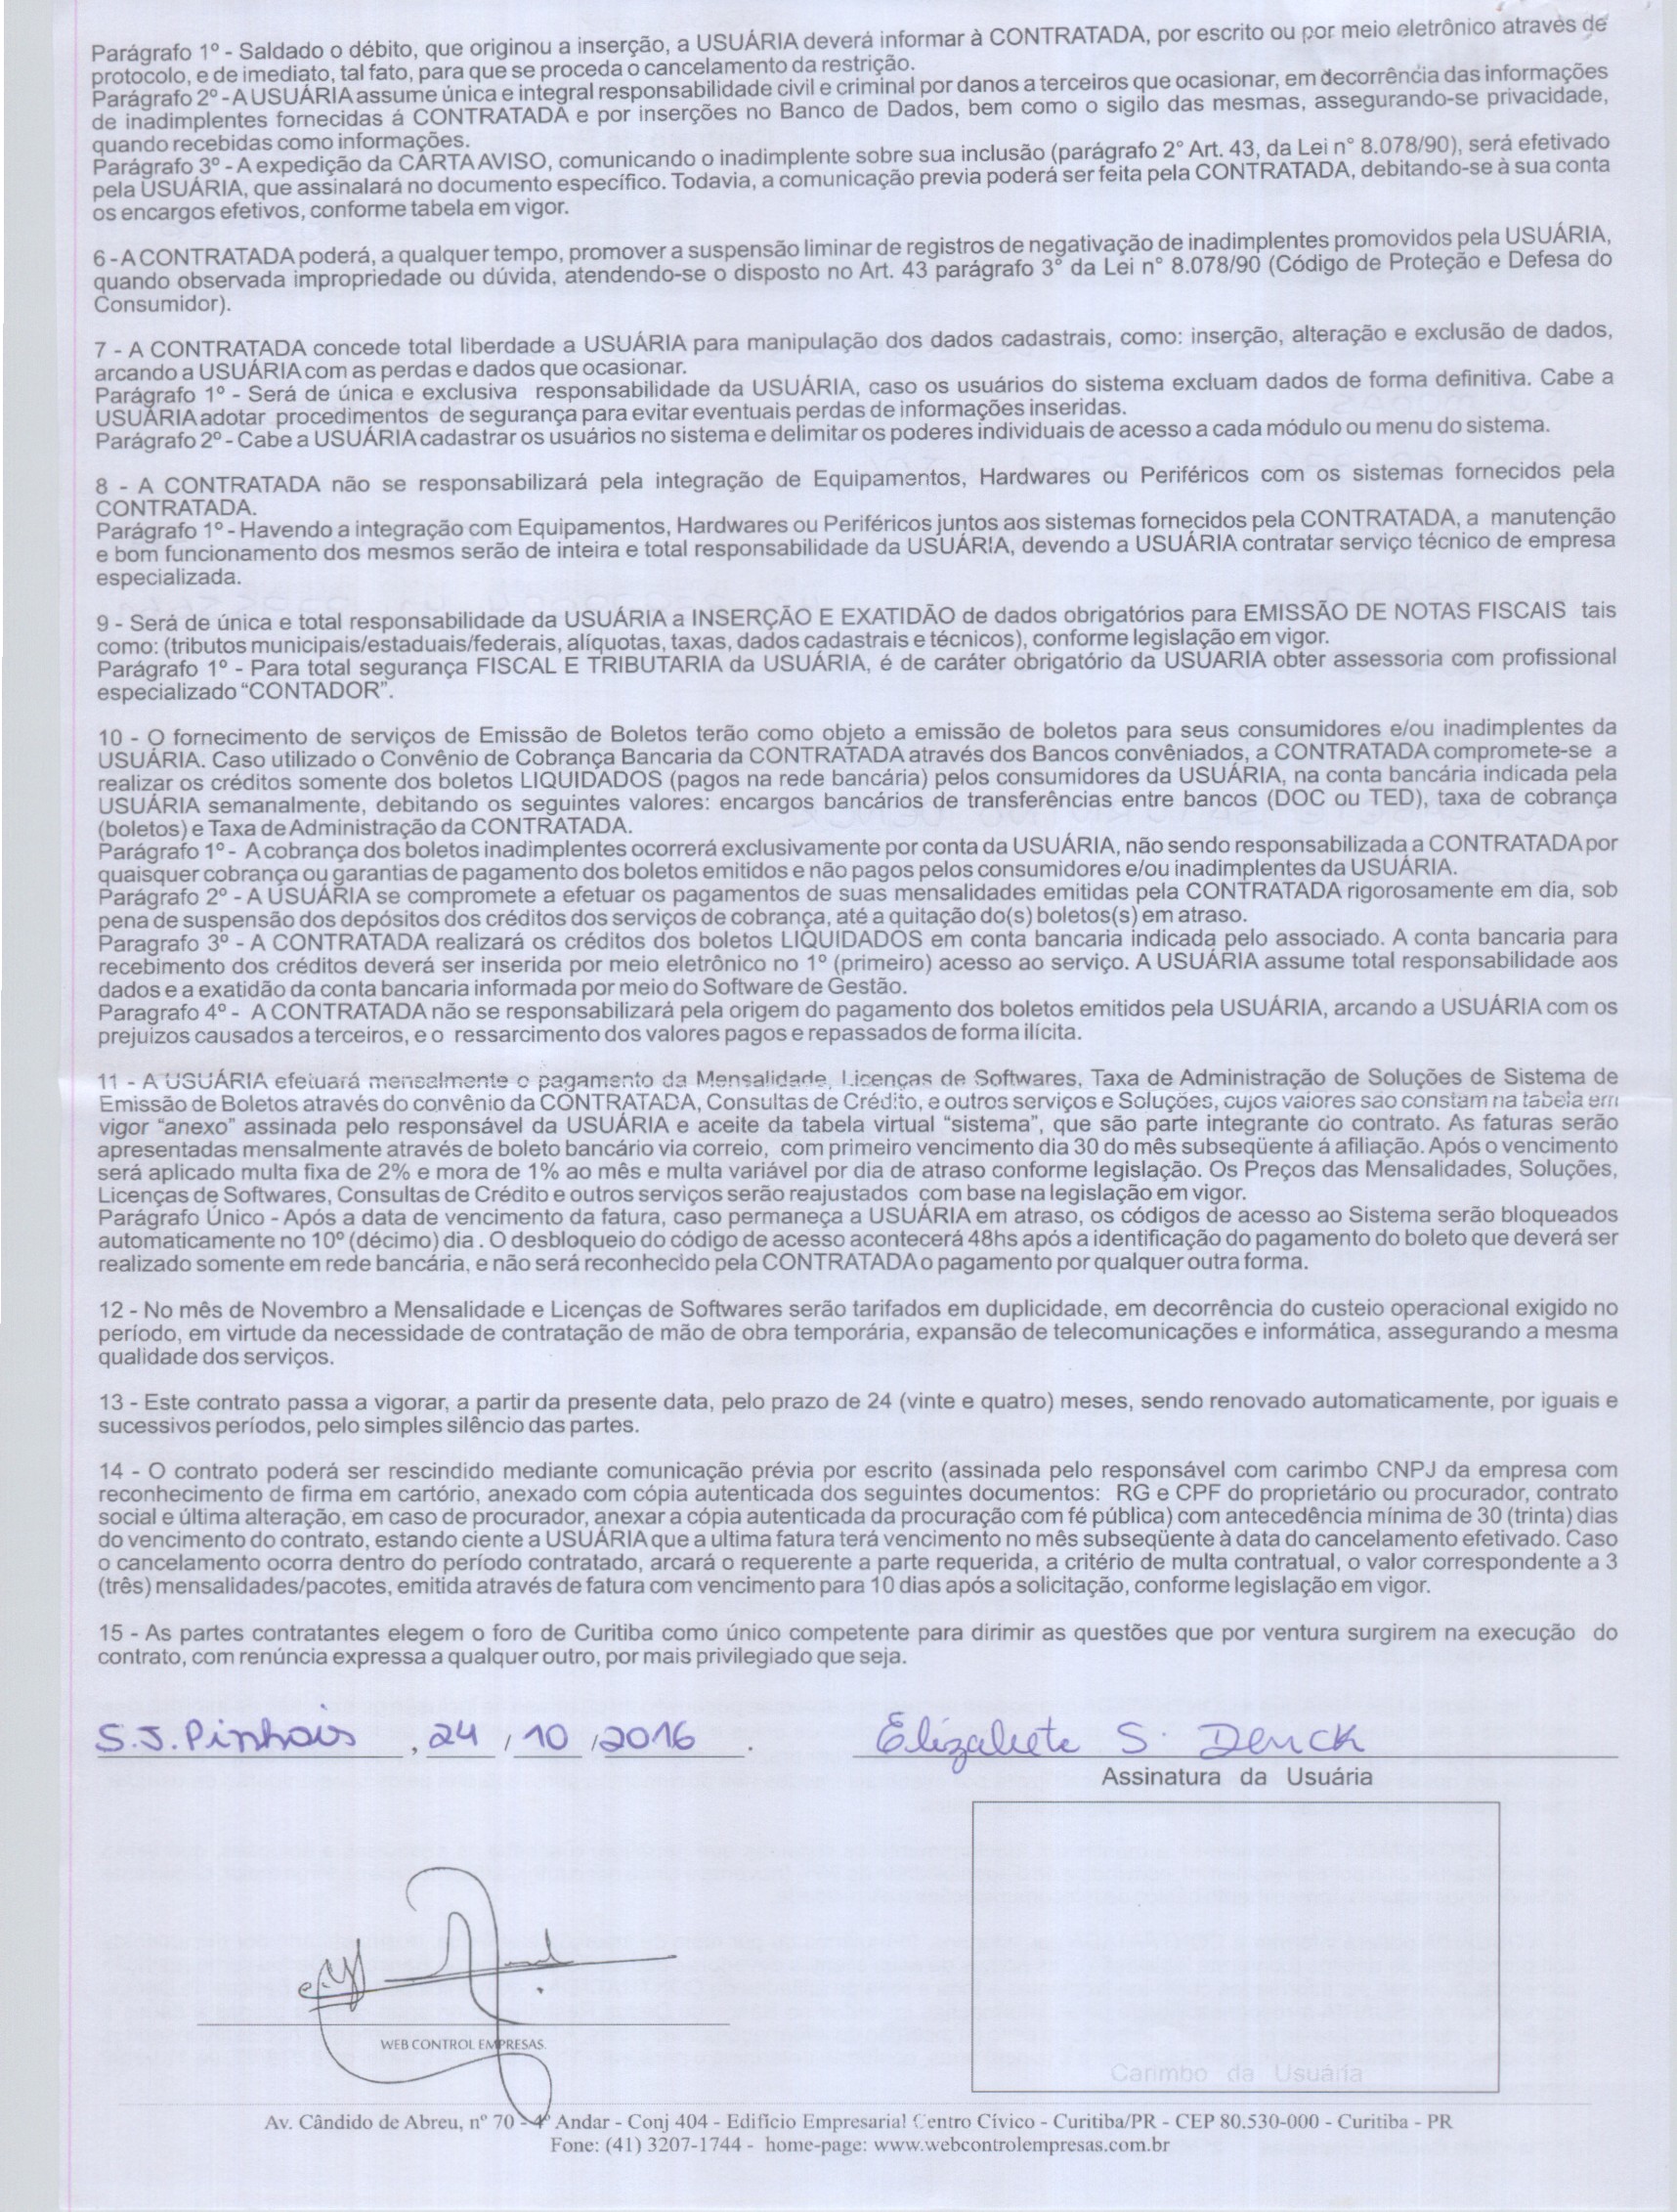 Parágrafo 1º - Saldado o débito, que originou a inserção, a USUÁRIA deverá informar à CONTRATADA, por escrito ou por meio eletrônico através de
protocolo, e de imediato, tal fato, para que se proceda o cancelamento da restrição.
Parágrafo 2º - A USUÁRIA assume única e integral responsabilidade civil e criminal por danos a terceiros que ocasionar, em decorrência das informações
de inadimplentes fornecidas á CONTRATADA e por inserções no Banco de Dados, bem como o sigilo das mesmas, assegurando-se privacidade,
quando recebidas como informações.
Parágrafo 3º - A expedição da CARTA AVISO, comunicando o inadimplente sobre sua inclusão (parágrafo 2° Art. 43, da Lei n° 8.078/90), será efetivado
pela USUÁRIA, que assinalará no documento específico. Todavia, a comunicação previa poderá ser feita pela CONTRATADA, debitando-se à sua conta
os encargos efetivos, conforme tabela em vigor.
6 - A CONTRATADA poderá, a qualquer tempo, promover a suspensão liminar de registros de negativação de inadimplentes promovidos pela USUÁRIA,
quando observada impropriedade ou dúvida, atendendo-se o disposto no Art. 43 parágrafo 3° da Lei n° 8.078/90 (Código de Proteção e Defesa do
Consumidor).
7 - A CONTRATADA concede total liberdade a USUÁRIA para manipulação dos dados cadastrais, como: inserção, alteração e exclusão de dados,
arcando a USUÁRIA com as perdas e dados que ocasionar.
Parágrafo 1º - Será de única e exclusiva responsabilidade da USUÁRIA, caso os usuários do sistema excluam dados de forma definitiva. Cabe a
USUÁRIA adotar procedimentos de segurança para evitar eventuais perdas de informações inseridas.
Parágrafo 2º - Cabe a USUÁRIA cadastrar os usuários no sistema e delimitar os poderes individuais de acesso a cada módulo ou menu do sistema.
8 - A CONTRATADA não se responsabilizará pela integração de Equipamentos, Hardwares ou Periféricos com os sistemas fornecidos pela
CONTRATADA.
Parágrafo 1º - Havendo a integração com Equipamentos, Hardwares ou Periféricos juntos aos sistemas fornecidos pela CONTRATADA, a manutenção
e bom funcionamento dos mesmos serão de inteira e total responsabilidade da USUÁRIA, devendo a USUÁRIA contratar serviço técnico de empresa
especializada.
9 - Será de única e total responsabilidade da USUÁRIA a INSERÇÃO E EXATIDÃO de dados obrigatórios para EMISSÃO DE NOTAS FISCAIS tais
como: (tributos municipais/estaduais/federais, alíquotas, taxas, dados cadastrais e técnicos), conforme legislação em vigor.
Parágrafo 1º - Para total segurança FISCAL E TRIBUTARIA da USUÁRIA, é de caráter obrigatório da USUARIA obter assessoria com profissional
especializado "CONTADOR".
10 - O fornecimento de serviços de Emissão de Boletos terão como objeto a emissão de boletos para seus consumidores e/ou inadimplentes da
USUÁRIA. Caso utilizado o Convênio de Cobrança Bancaria da CONTRATADA através dos Bancos convêniados, a CONTRATADA compromete-se a
realizar os créditos somente dos boletos LIQUIDADOS (pagos na rede bancária) pelos consumidores da USUÁRIA, na conta bancária indicada pela
USUÁRIA semanalmente, debitando os seguintes valores: encargos bancários de transferências entre bancos (DOC ou TED), taxa de cobrança
(boletos) e Taxa de Administração da CONTRATADA.
Parágrafo 1º - A cobrança dos boletos inadimplentes ocorrerá exclusivamente por conta da USUÁRIA, não sendo responsabilizada a CONTRATADA por
quaisquer cobrança ou garantias de pagamento dos boletos emitidos e não pagos pelos consumidores e/ou inadimplentes da USUÁRIA.
Parágrafo 2º - A USUÁRIA se compromete a efetuar os pagamentos de suas mensalidades emitidas pela CONTRATADA rigorosamente em dia, sob
pena de suspensão dos depósitos dos créditos dos serviços de cobrança, até a quitação do(s) boletos(s) em atraso.
Paragrafo 3º - A CONTRATADA realizará os créditos dos boletos LIQUIDADOS em conta bancaria indicada pelo associado. A conta bancaria para
recebimento dos créditos deverá ser inserida por meio eletrônico no 1º (primeiro) acesso ao serviço. A USUÁRIA assume total responsabilidade aos
dados e a exatidão da conta bancaria informada por meio do Software de Gestão.
Paragrafo 4º - A CONTRATADA não se responsabilizará pela origem do pagamento dos boletos emitidos pela USUÁRIA, arcando a USUÁRIA com os
prejuizos causados a terceiros, e o ressarcimento dos valores pagos e repassados de forma ilícita.
11 - A USUÁRIA efetuará mensalmente o pagamento da Mensalidade, Licenças de Softwares, Taxa de Administração de Soluções de Sistema de
Emissão de Boletos através do convênio da CONTRATADA, Consultas de Crédito, e outros serviços e Soluções, cujos valores são constam na tabela em
vigor "anexo" assinada pelo responsável da USUÁRIA e aceite da tabela virtual "sistema", que são parte integrante do contrato. As faturas serão
apresentadas mensalmente através de boleto bancário via correio, com primeiro vencimento dia 30 do mês subseqüente á afiliação. Após o vencimento
será aplicado multa fixa de 2% e mora de 1% ao mês e multa variável por dia de atraso conforme legislação. Os Preços das Mensalidades, Soluções,
Licenças de Softwares, Consultas de Crédito e outros serviços serão reajustados com base na legislação em vigor.
Parágrafo Único - Após a data de vencimento da fatura, caso permaneça a USUÁRIA em atraso, os códigos de acesso ao Sistema serão bloqueados
automaticamente no 10º (décimo) dia . O desbloqueio do código de acesso acontecerá 48hs após a identificação do pagamento do boleto que deverá ser
realizado somente em rede bancária, e não será reconhecido pela CONTRATADA o pagamento por qualquer outra forma.
12 - No mês de Novembro a Mensalidade e Licenças de Softwares serão tarifados em duplicidade, em decorrência do custeio operacional exigido no
período, em virtude da necessidade de contratação de mão de obra temporária, expansão de telecomunicações e informática, assegurando a mesma
qualidade dos serviços.
13 - Este contrato passa a vigorar, a partir da presente data, pelo prazo de 24 (vinte e quatro) meses, sendo renovado automaticamente, por iguais e
sucessivos períodos, pelo simples silêncio das partes.
14 - O contrato poderá ser rescindido mediante comunicação prévia por escrito (assinada pelo responsável com carimbo CNPJ da empresa com
reconhecimento de firma em cartório, anexado com cópia autenticada dos seguintes documentos: RG e CPF do proprietário ou procurador, contrato
social e última alteração, em caso de procurador, anexar a cópia autenticada da procuração com fé pública) com antecedência mínima de 30 (trinta) dias
do vencimento do contrato, estando ciente a USUÁRIA que a ultima fatura terá vencimento no mês subseqüente à data do cancelamento efetivado. Caso
o cancelamento ocorra dentro do período contratado, arcará o requerente a parte requerida, a critério de multa contratual, o valor correspondente a 3
(três) mensalidades/pacotes, emitida através de fatura com vencimento para 10 dias após a solicitação, conforme legislação em vigor.
15 - As partes contratantes elegem o foro de Curitiba como único competente para dirimir as questões que por ventura surgirem na execução do
contrato, com renúncia expressa a qualquer outro, por mais privilegiado que seja.
S.J.Pinhais , 24 / 10 / 2016 . Elizabete S. Denck
Assinatura da Usuária
WEB CONTROL EMPRESAS
Carimbo da Usuária
Av. Cândido de Abreu, nº 70 - 4º Andar - Conj 404 - Edifício Empresarial Centro Cívico - Curitiba/PR - CEP 80.530-000 - Curitiba - PR
Fone: (41) 3207-1744 - home-page: www.webcontrolempresas.com.br